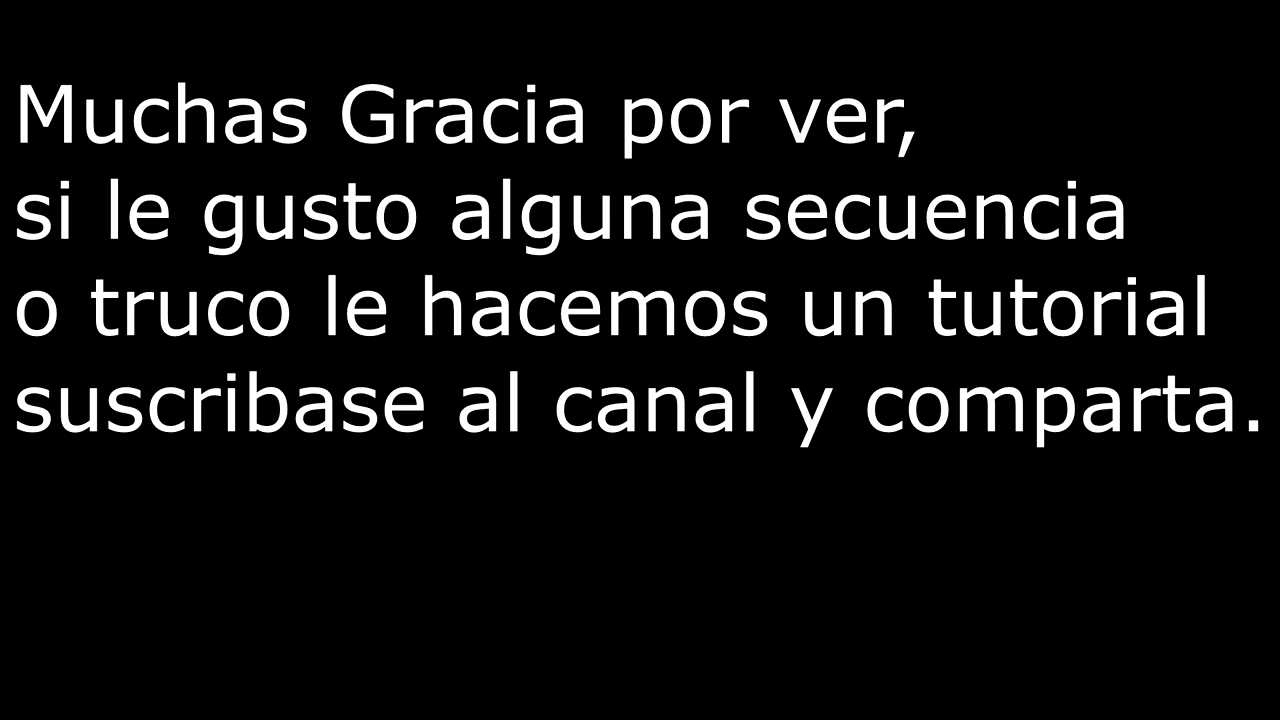 Muchas Gracia por ver,
si le gusto alguna secuencia
o truco le hacemos un tutorial
suscribase al canal y comparta.